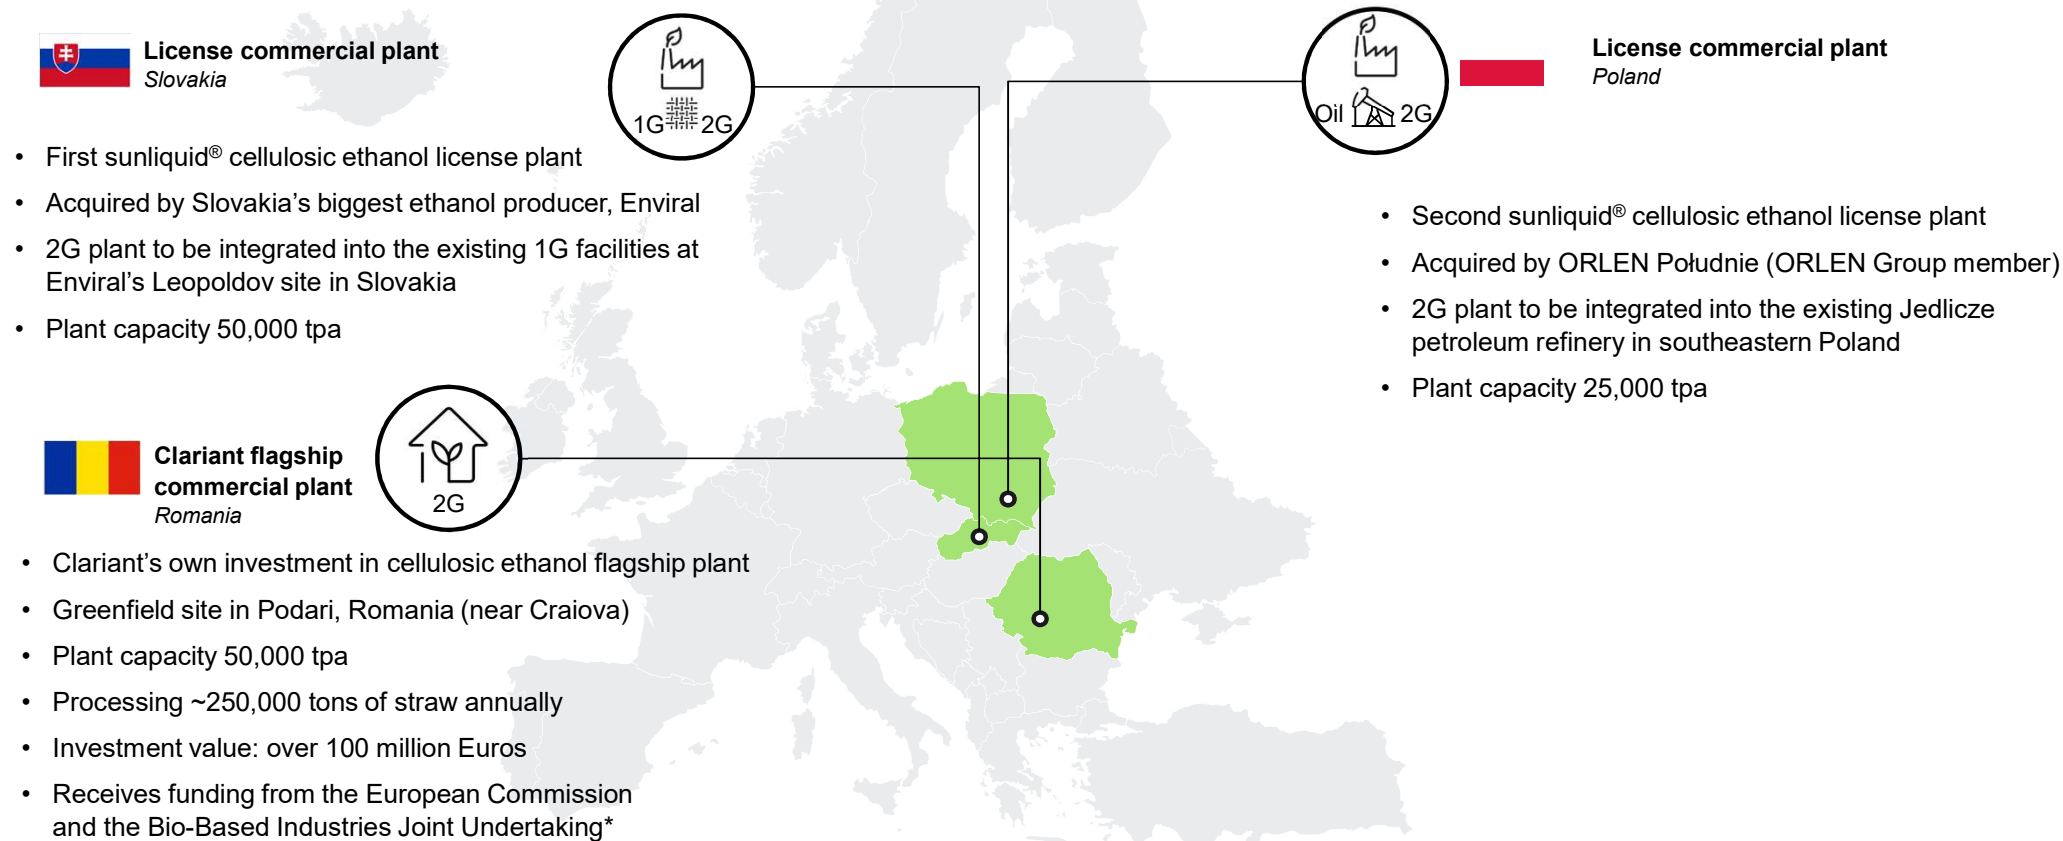 License commercial plant
Slovakia
1G 2G
• First sunliquid® cellulosic ethanol license plant
• Acquired by Slovakia’s biggest ethanol producer, Enviral
• 2G plant to be integrated into the existing 1G facilities at
Enviral’s Leopoldov site in Slovakia
• Plant capacity 50,000 tpa
License commercial plant
Poland
Oil 2G
• Second sunliquid® cellulosic ethanol license plant
• Acquired by ORLEN Południe (ORLEN Group member)
• 2G plant to be integrated into the existing Jedlicze
petroleum refinery in southeastern Poland
• Plant capacity 25,000 tpa
Clariant flagship
commercial plant
Romania
2G
• Clariant’s own investment in cellulosic ethanol flagship plant
• Greenfield site in Podari, Romania (near Craiova)
• Plant capacity 50,000 tpa
• Processing ~250,000 tons of straw annually
• Investment value: over 100 million Euros
• Receives funding from the European Commission
and the Bio-Based Industries Joint Undertaking*